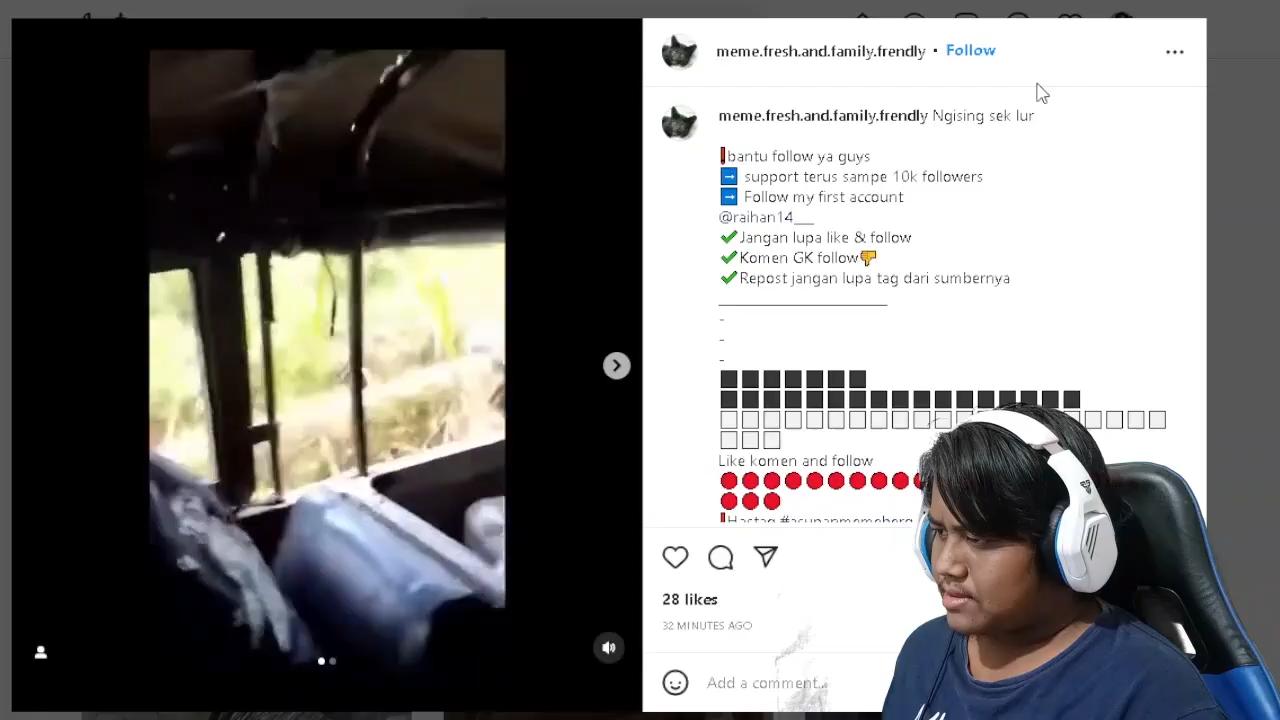 meme.fresh.and.family.frendly • Follow
meme.fresh.and.family.frendly Ngising sek lur
bantu follow ya guys
support terus sampe 10k followers
Follow my first account
@raihan14___
Jangan lupa like & follow
Komen GK follow
Repost jangan lupa tag dari sumbernya
-
-
-
Like komen and follow
Hastag #asupanmemeberg
28 likes
32 MINUTES AGO
Add a comment...